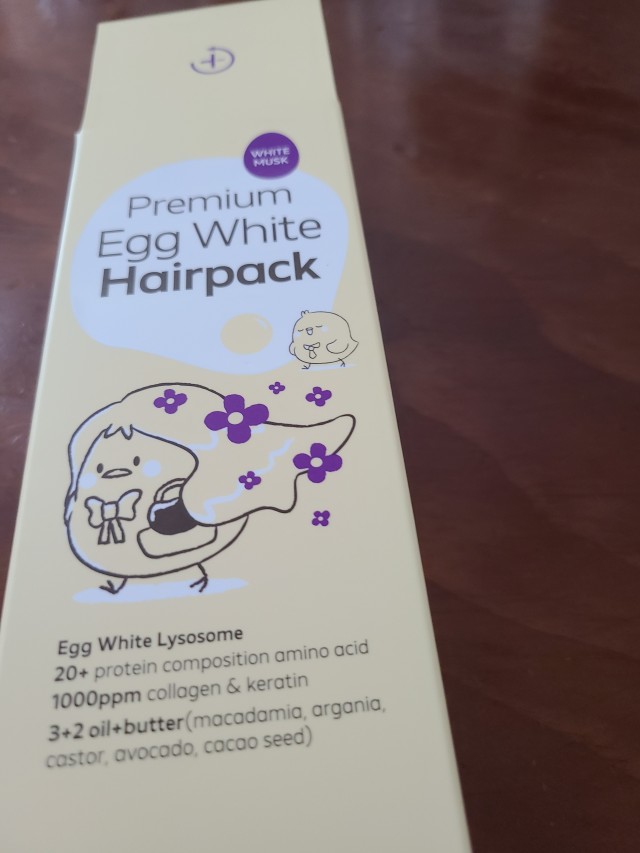 WHITE
MUSK
Premium
Egg White
Hairpack
Egg White Lysosome
20+ protein composition amino acid
1000ppm collagen & keratin
3+2 oil+butter(macadamia, argania,
castor, avocado, cacao seed)